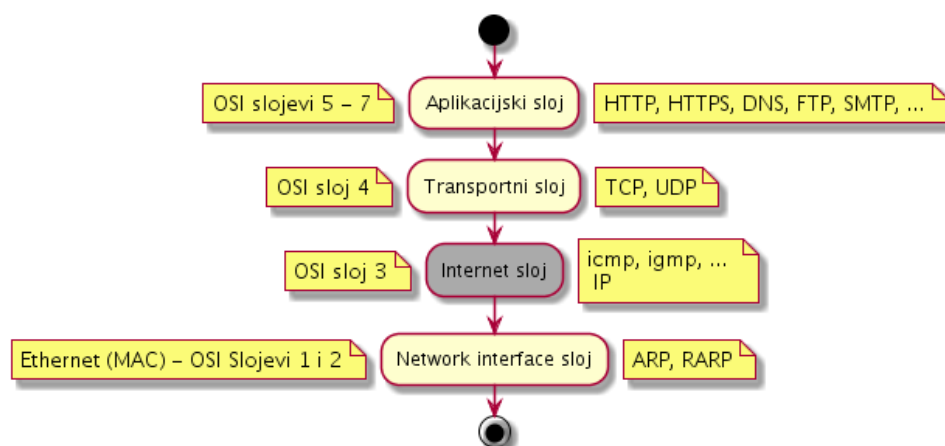 OSI slojevi 5 – 7
Aplikacijski sloj
HTTP, HTTPS, DNS, FTP, SMTP, ...
OSI sloj 4
Transportni sloj
TCP, UDP
OSI sloj 3
Internet sloj
icmp, igmp, ...
IP
Ethernet (MAC) – OSI Slojevi 1 i 2
Network interface sloj
ARP, RARP